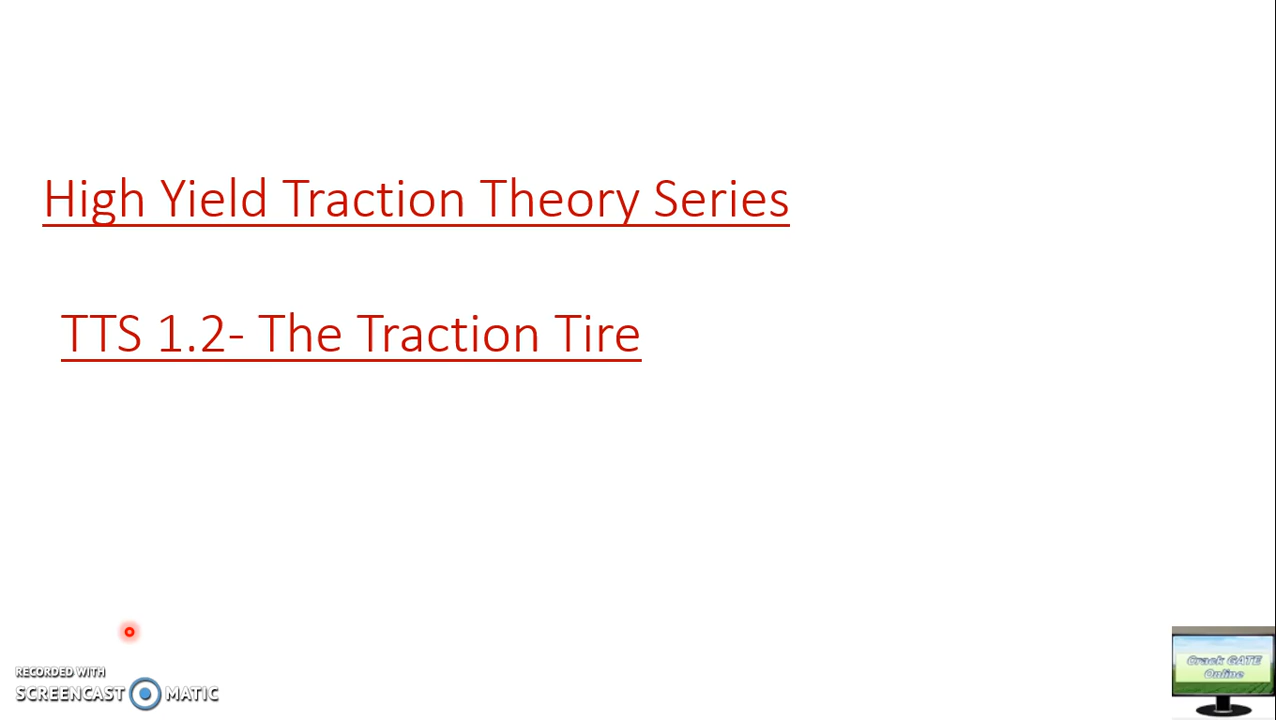 High Yield Traction Theory Series
TTS 1.2- The Traction Tire
RECORDED WITH
SCREENCAST MATIC
Crack GATE
Online